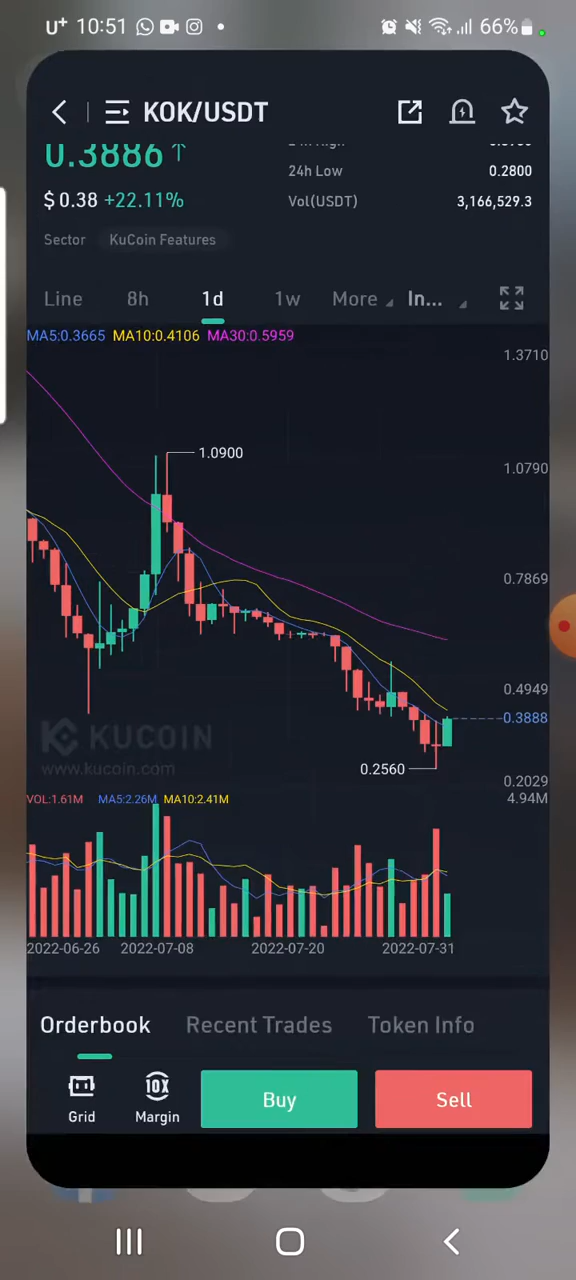 U+ 10:51 66%
KOK/USDT
0.3886↑
24h Low 0.2800
$ 0.38 +22.11% Vol(USDT) 3,166,529.3
Sector KuCoin Features
Line 8h 1d 1w More In...
MA5:0.3665 MA10:0.4106 MA30:0.5959
1.3710
1.0900
1.0790
0.7869
0.4949
0.3888
KUCOIN
www.kucoin.com
0.2560
0.2029
VOL:1.61M MA5:2.26M MA10:2.41M 4.94M
2022-06-26 2022-07-08 2022-07-20 2022-07-31
Orderbook Recent Trades Token Info
10X
Grid Margin Buy Sell